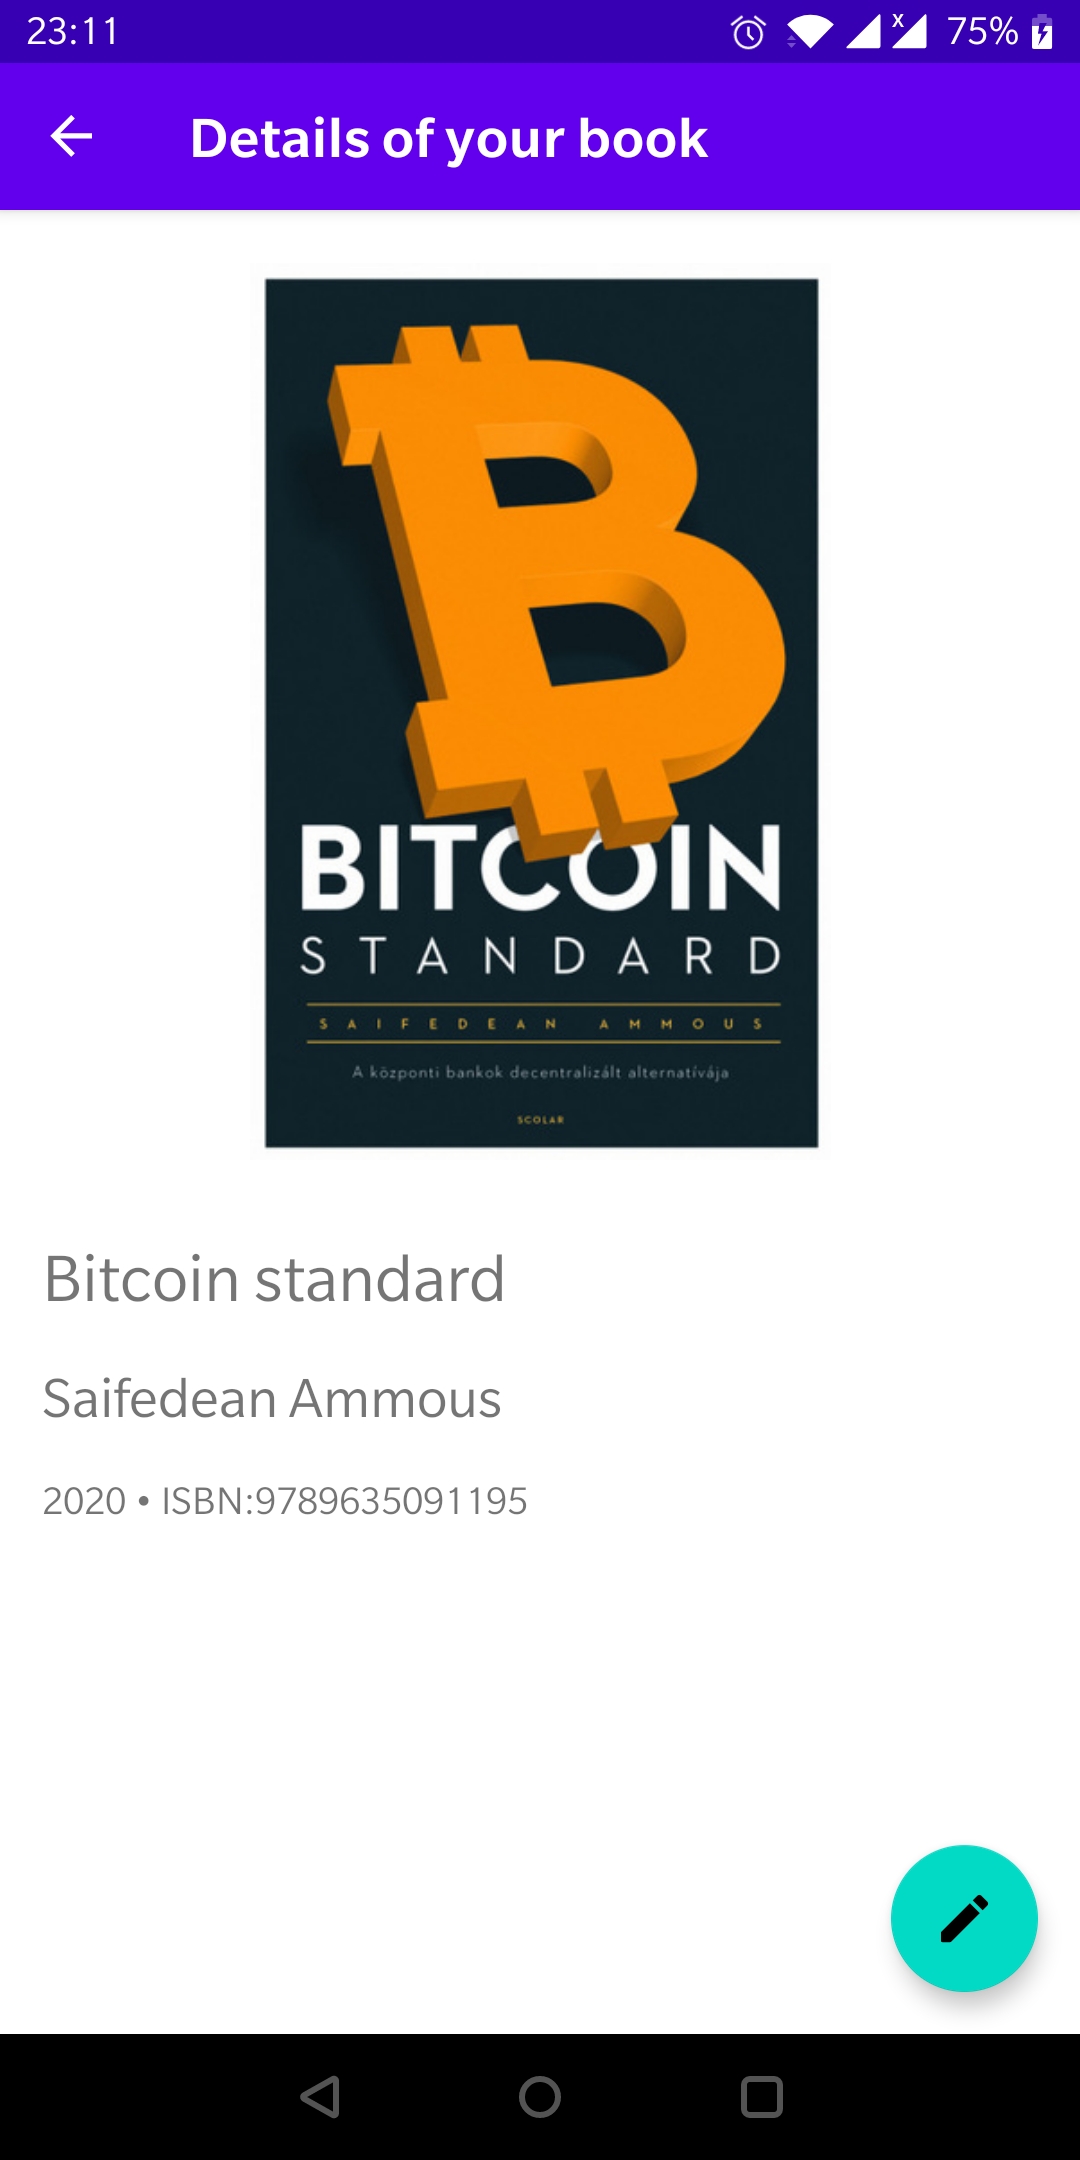 23:11
x
75%
Details of your book
BITCOIN
STANDARD
SAIFEDEAN AMMOUS
A központi bankok decentralizált alternatívája
SCOLAR
Bitcoin standard
Saifedean Ammous
2020 • ISBN:9789635091195